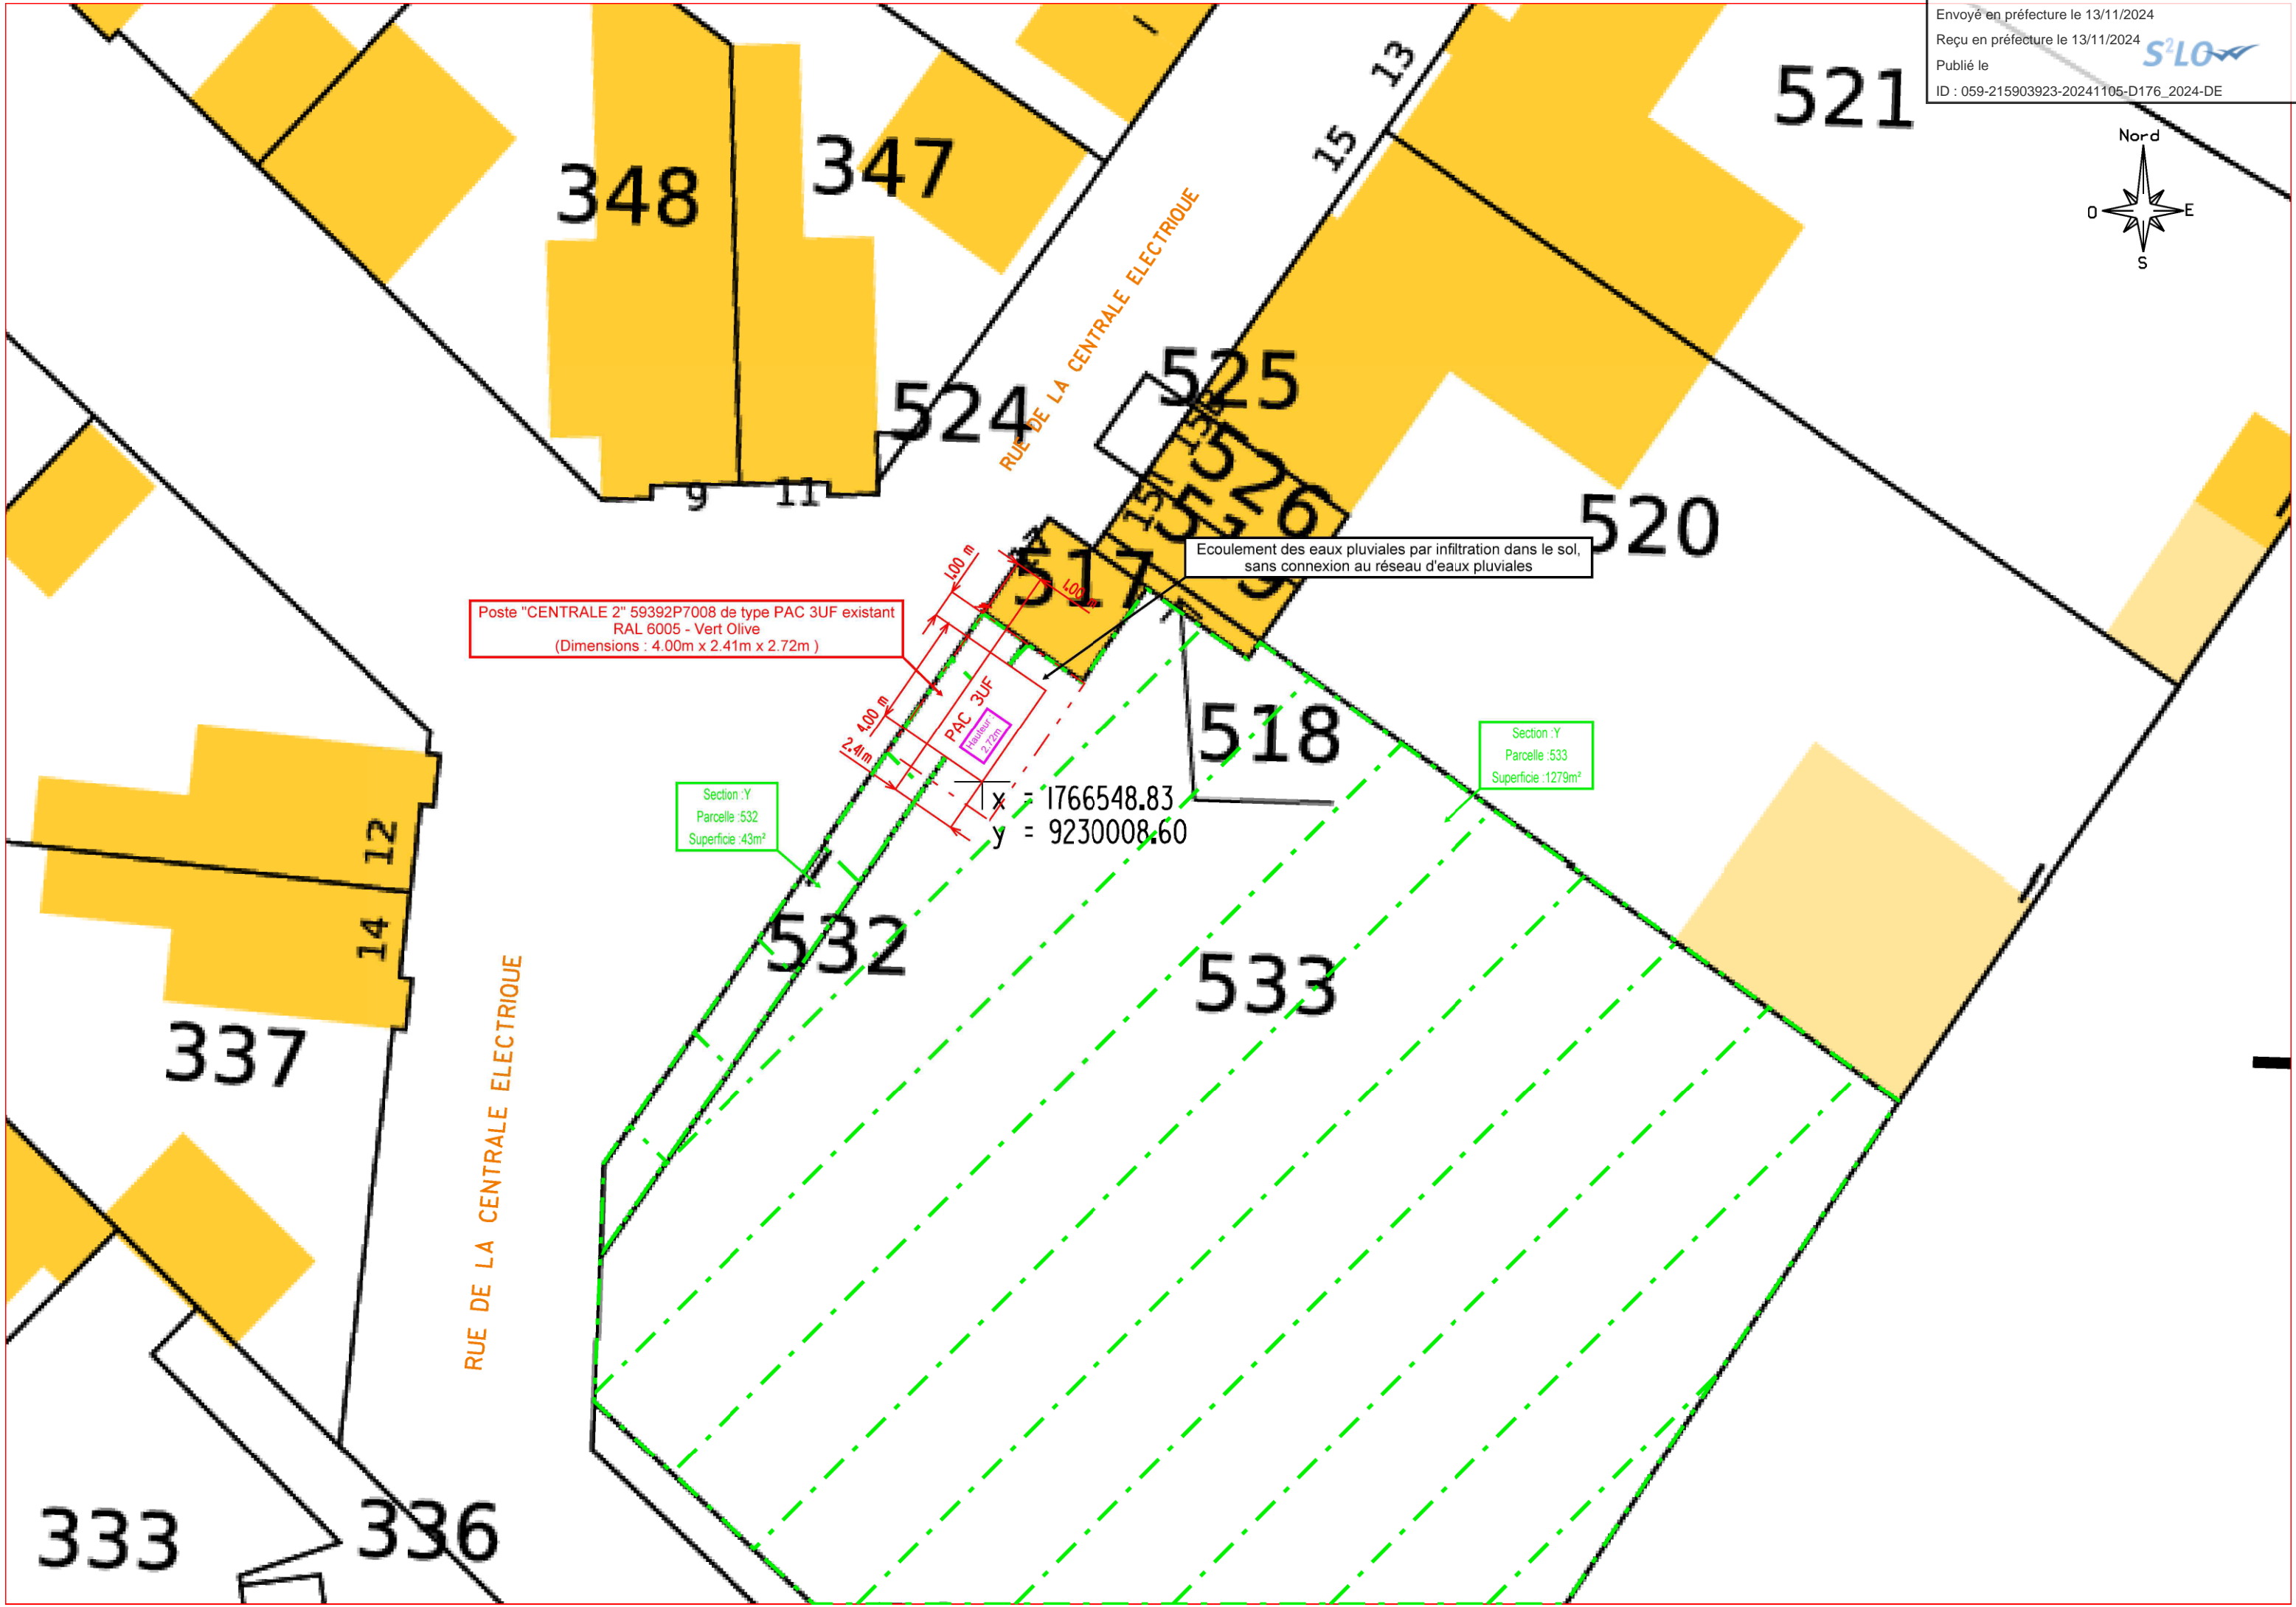 Envoyé en préfecture le 13/11/2024
Reçu en préfecture le 13/11/2024
Publié le
S²LO
ID : 059-215903923-20241105-D176_2024-DE
Nord
O
E
S
521
13
15
348
347
RUE DE LA CENTRALE ELECTRIQUE
525
524
526
9
11
520
517
Ecoulement des eaux pluviales par infiltration dans le sol,
sans connexion au réseau d'eaux pluviales
1.00 m
1.00 m
Poste "CENTRALE 2" 59392P7008 de type PAC 3UF existant
RAL 6005 - Vert Olive
(Dimensions : 4.00m x 2.41m x 2.72m )
4.00 m
2.41m
PAC 3UF
Hauteur :
2.72m
518
Section :Y
Parcelle :533
Superficie :1279m²
Section :Y
Parcelle :532
Superficie :43m²
x = 1766548.83
y = 9230008.60
12
14
532
533
337
RUE DE LA CENTRALE ELECTRIQUE
333
336